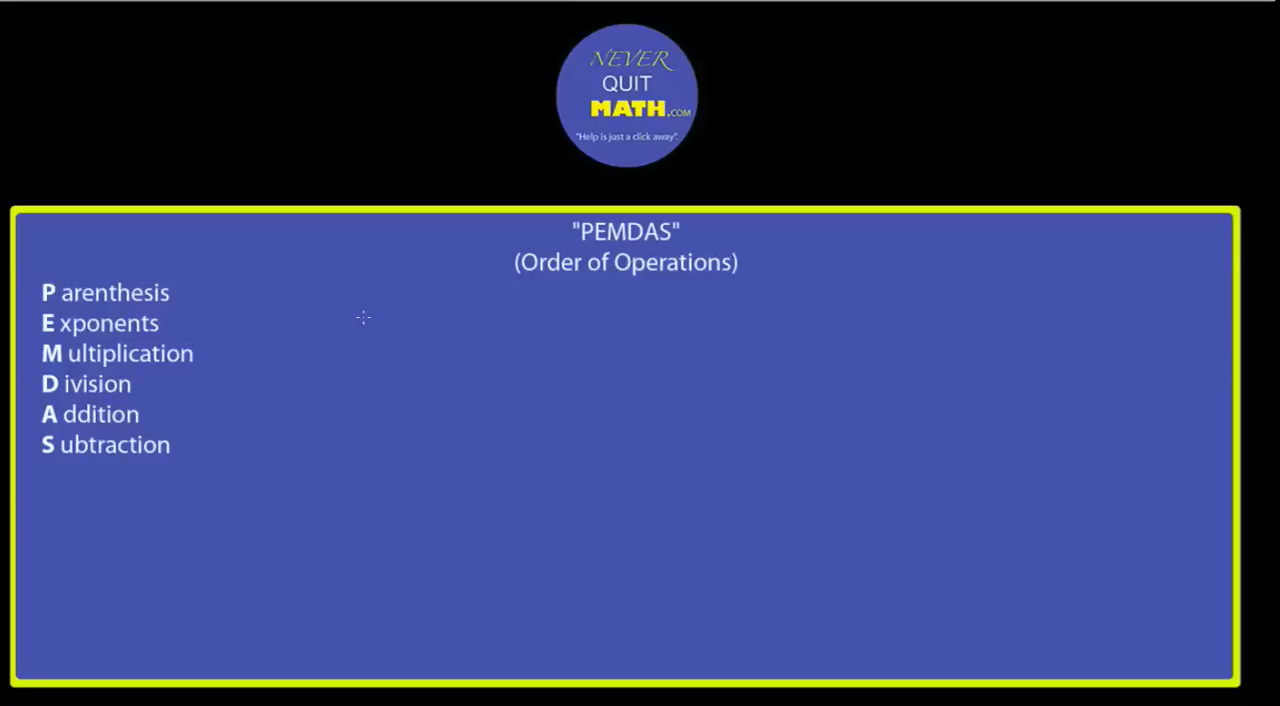 NEVER
QUIT
MATH.COM
"Help is just a click away".
"PEMDAS"
(Order of Operations)
P arenthesis
E xponents
M ultiplication
D ivision
A ddition
S ubtraction